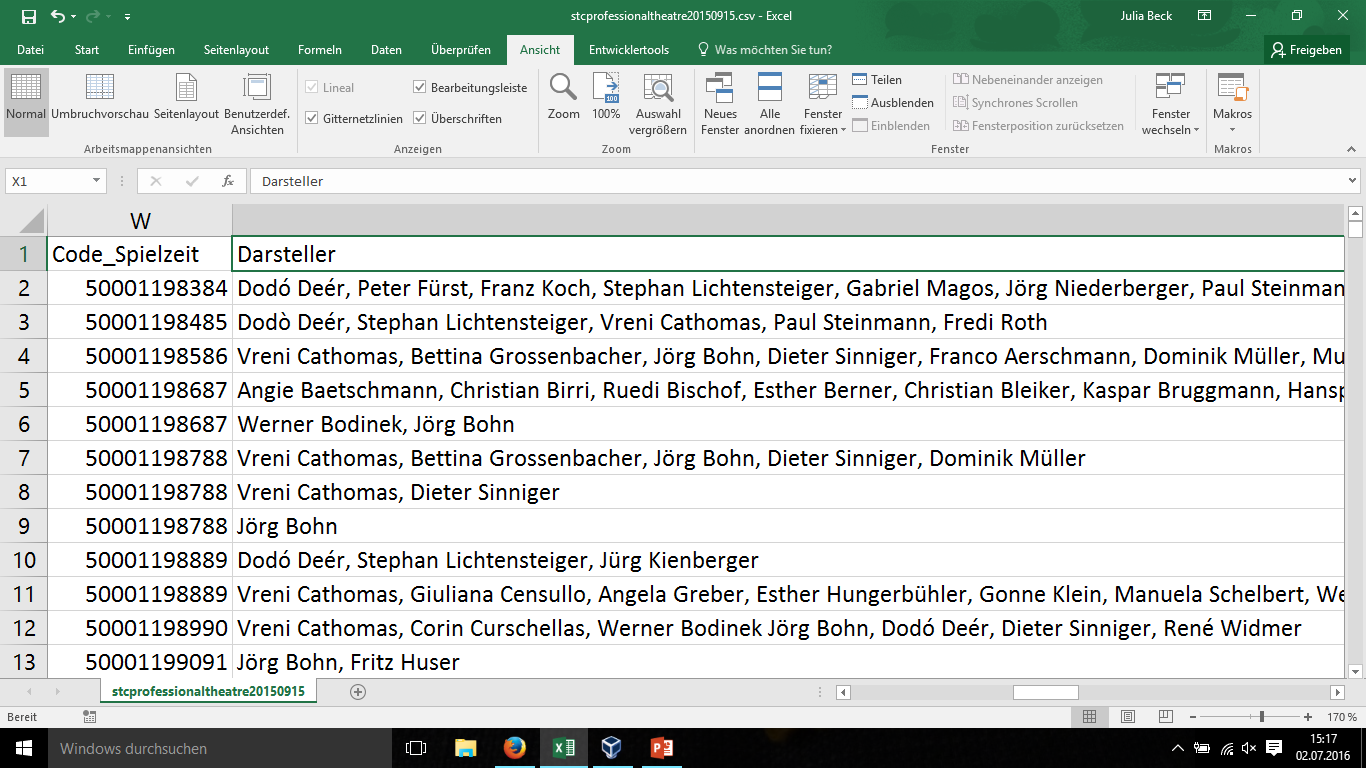 stcprofessionaltheatre20150915.csv - Excel
Julia Beck
Datei Start Einfügen Seitenlayout Formeln Daten Überprüfen Ansicht Entwicklertools Was möchten Sie tun? Freigeben
Normal Umbruchvorschau Seitenlayout Benutzerdef. Ansichten
Arbeitsmappenansichten
Lineal Bearbeitungsleiste
Gitternetzlinien Überschriften
Anzeigen
Zoom 100% Auswahl vergrößern
Zoom
Neues Fenster Alle anordnen Fenster fixieren
Teilen
Ausblenden
Einblenden
Nebeneinander anzeigen
Synchrones Scrollen
Fensterposition zurücksetzen
Fenster wechseln
Fenster
Makros
Makros
X1 fx Darsteller
W
1 Code_Spielzeit Darsteller
2 50001198384 Dodó Deér, Peter Fürst, Franz Koch, Stephan Lichtensteiger, Gabriel Magos, Jörg Niederberger, Paul Steinman
3 50001198485 Dodò Deér, Stephan Lichtensteiger, Vreni Cathomas, Paul Steinmann, Fredi Roth
4 50001198586 Vreni Cathomas, Bettina Grossenbacher, Jörg Bohn, Dieter Sinniger, Franco Aerschmann, Dominik Müller, Mu
5 50001198687 Angie Baetschmann, Christian Birri, Ruedi Bischof, Esther Berner, Christian Bleiker, Kaspar Bruggmann, Hansp
6 50001198687 Werner Bodinek, Jörg Bohn
7 50001198788 Vreni Cathomas, Bettina Grossenbacher, Jörg Bohn, Dieter Sinniger, Dominik Müller
8 50001198788 Vreni Cathomas, Dieter Sinniger
9 50001198788 Jörg Bohn
10 50001198889 Dodó Deér, Stephan Lichtensteiger, Jürg Kienberger
11 50001198889 Vreni Cathomas, Giuliana Censullo, Angela Greber, Esther Hungerbühler, Gonne Klein, Manuela Schelbert, We
12 50001198990 Vreni Cathomas, Corin Curschellas, Werner Bodinek Jörg Bohn, Dodó Deér, Dieter Sinniger, René Widmer
13 50001199091 Jörg Bohn, Fritz Huser
stcprofessionaltheatre20150915
Bereit
170 %
Windows durchsuchen
15:17
02.07.2016